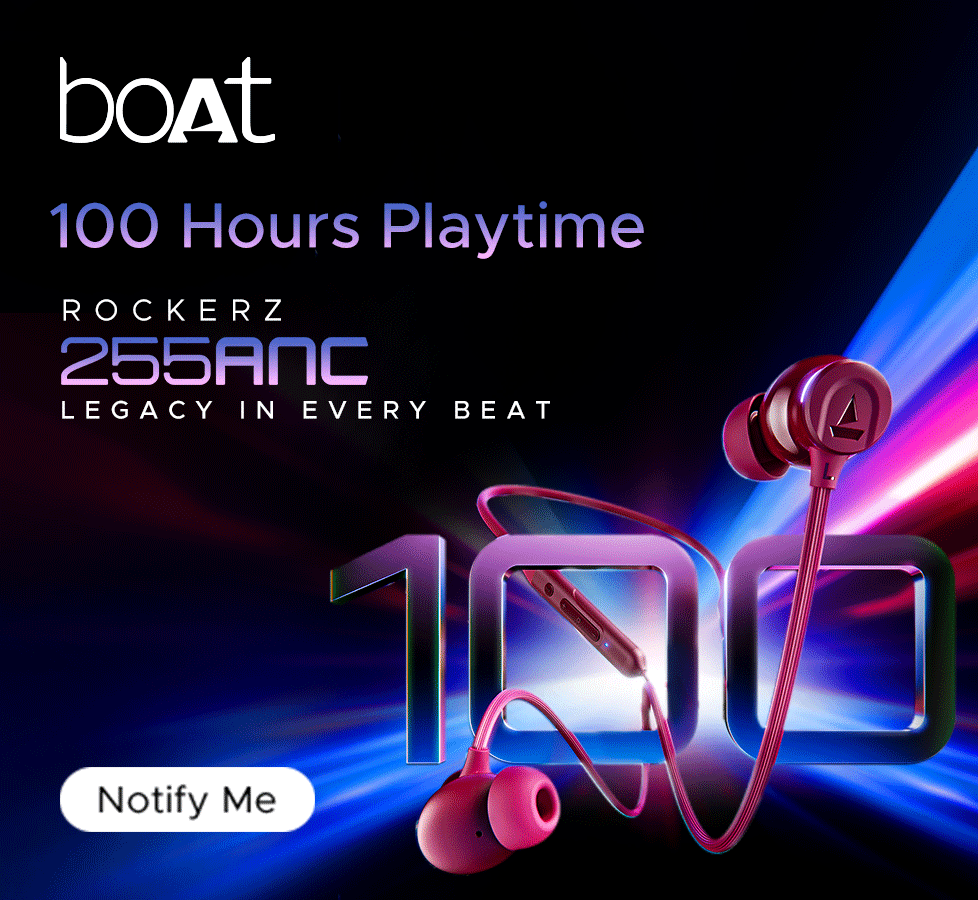 boAt
100 Hours Playtime
ROCKERZ
255ANC
LEGACY IN EVERY BEAT
100
L
Notify Me